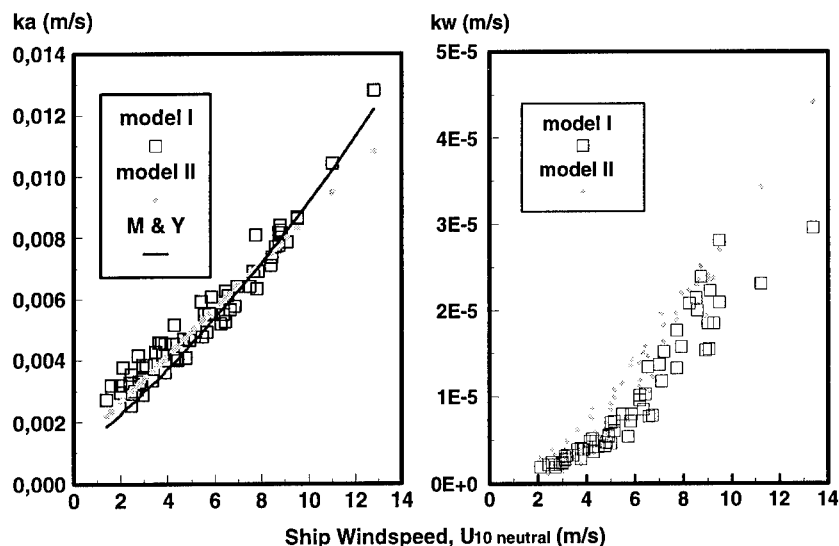 ka (m/s)
0,014
0,012
0,010
0,008
0,006
0,004
0,002
0,000
0 2 4 6 8 10 12 14
model I
model II
M & Y
kw (m/s)
5E-5
4E-5
3E-5
2E-5
1E-5
0E+0
0 2 4 6 8 10 12 14
model I
model II
Ship Windspeed, U10 neutral (m/s)